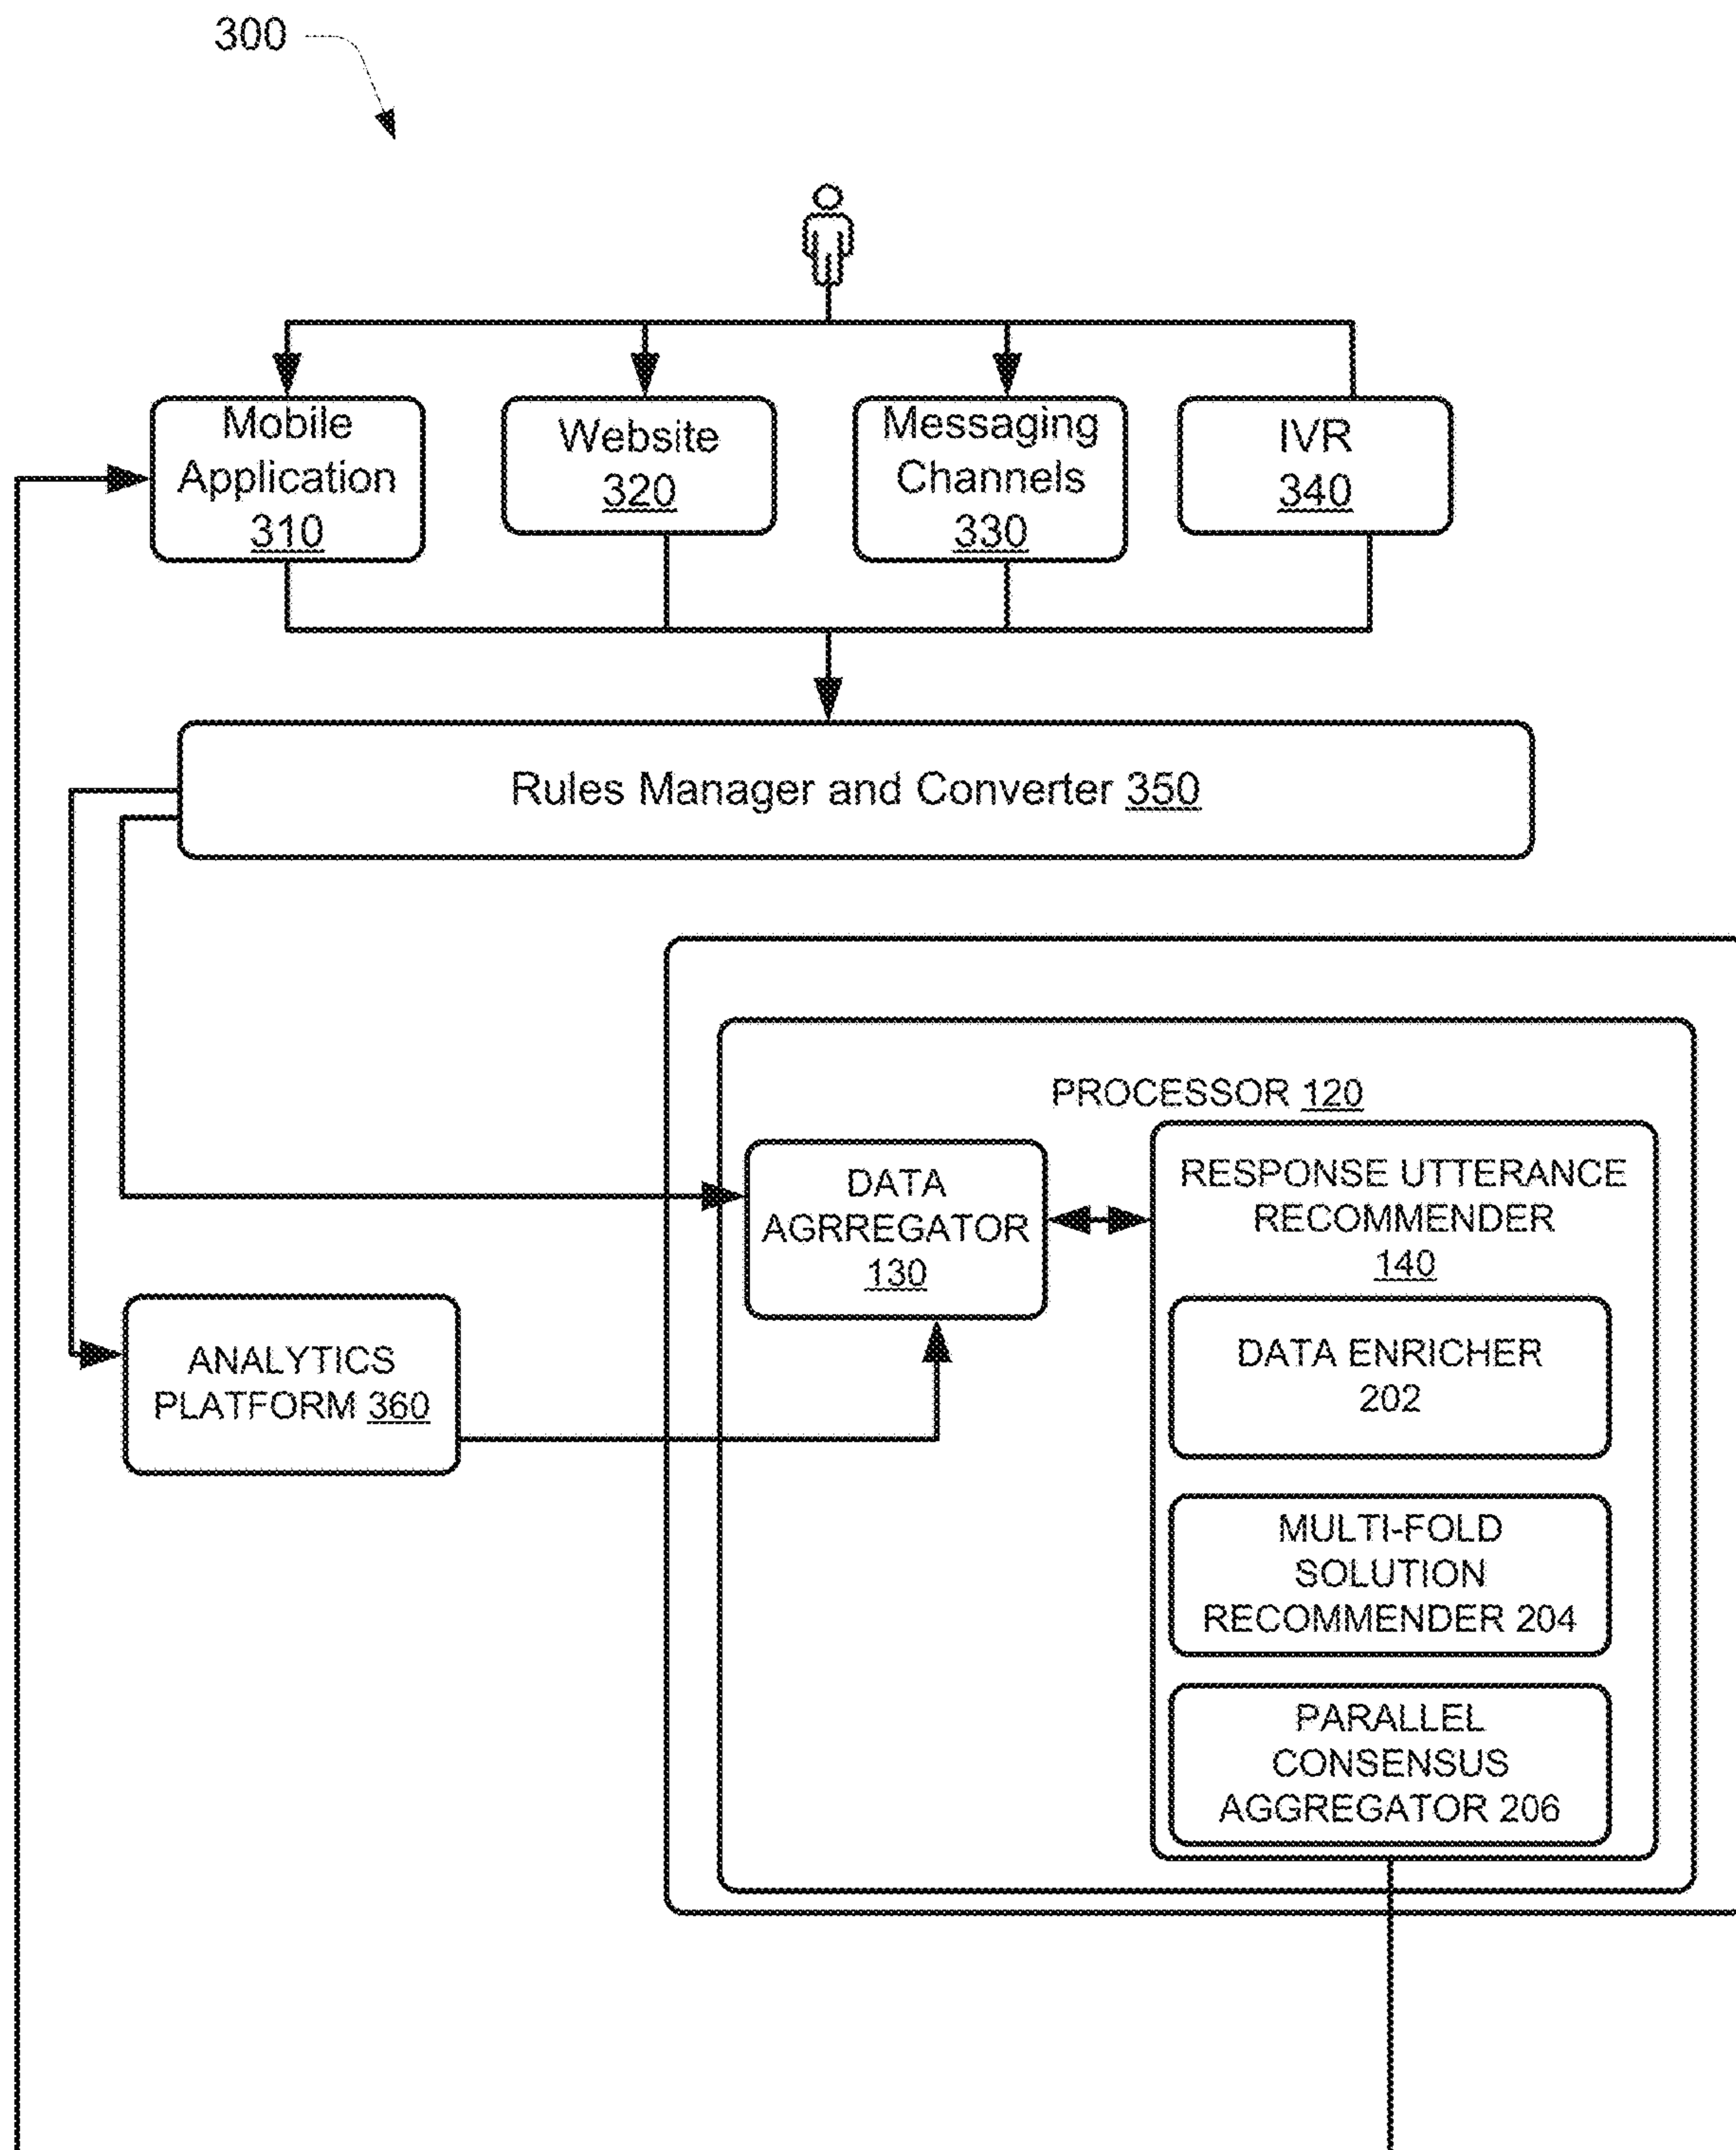 300
Mobile
Application
310
Website
320
Messaging
Channels
330
IVR
340
Rules Manager and Converter 350
PROCESSOR 120
DATA
AGRREGATOR
130
RESPONSE UTTERANCE
RECOMMENDER
140
DATA ENRICHER
202
ANALYTICS
PLATFORM 360
MULTI-FOLD
SOLUTION
RECOMMENDER 204
PARALLEL
CONSENSUS
AGGREGATOR 206